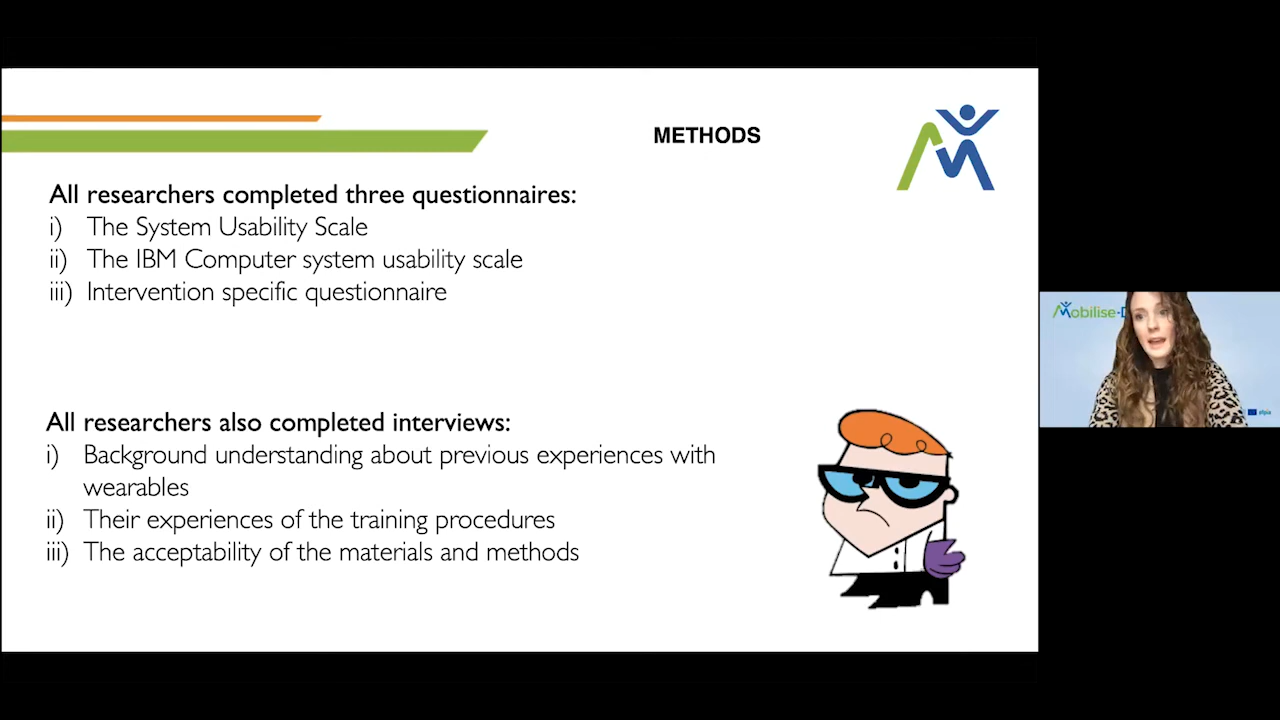 METHODS
All researchers completed three questionnaires:
i) The System Usability Scale
ii) The IBM Computer system usability scale
iii) Intervention specific questionnaire
Mobilise-D
All researchers also completed interviews:
i) Background understanding about previous experiences with
wearables
ii) Their experiences of the training procedures
iii) The acceptability of the materials and methods
efpia